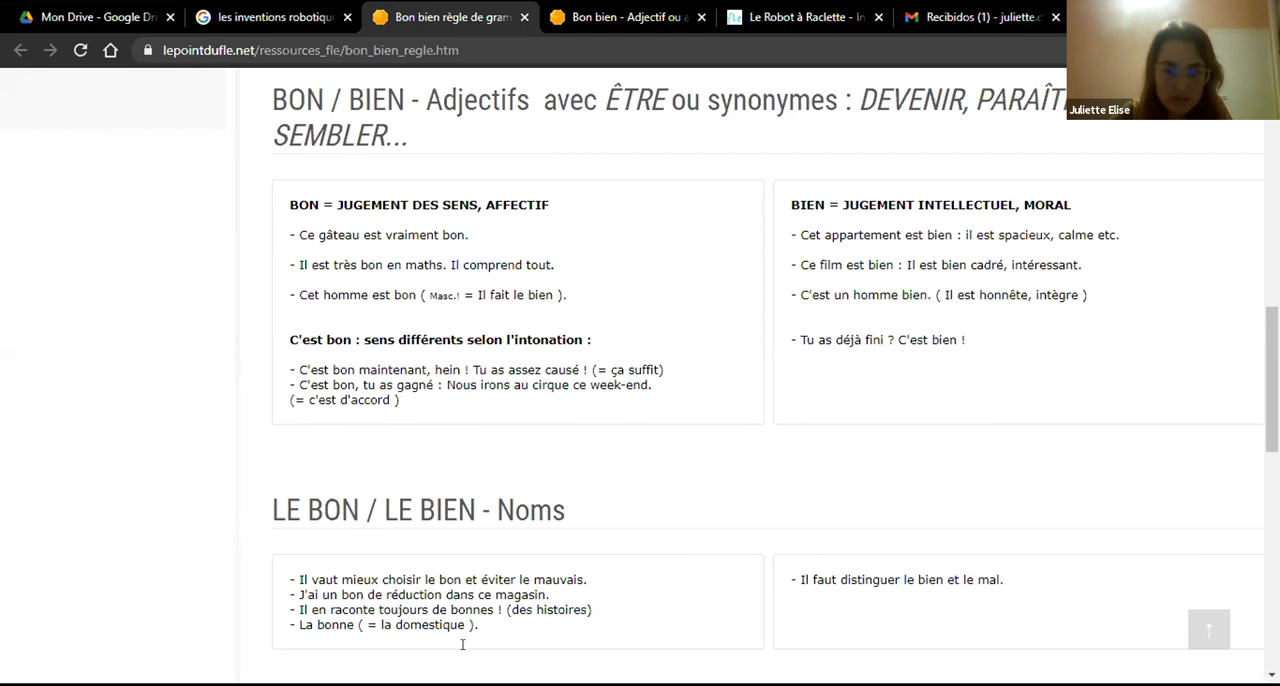 Mon Drive - Google Dri
les inventions robotiqu
Bon bien règle de gram
Bon bien - Adjectif ou a
Le Robot à Raclette - In
Recibidos (1) - juliette.c
lepointdufle.net/ressources_fle/bon_bien_regle.htm
Juliette Elise
BON / BIEN - Adjectifs avec ÊTRE ou synonymes : DEVENIR, PARAÎT
SEMBLER...
BON = JUGEMENT DES SENS, AFFECTIF
- Ce gâteau est vraiment bon.
- Il est très bon en maths. Il comprend tout.
- Cet homme est bon ( Masc.! = Il fait le bien ).
C'est bon : sens différents selon l'intonation :
- C'est bon maintenant, hein ! Tu as assez causé ! (= ça suffit)
- C'est bon, tu as gagné : Nous irons au cirque ce week-end.
(= c'est d'accord )
BIEN = JUGEMENT INTELLECTUEL, MORAL
- Cet appartement est bien : il est spacieux, calme etc.
- Ce film est bien : Il est bien cadré, intéressant.
- C'est un homme bien. ( Il est honnête, intègre )
- Tu as déjà fini ? C'est bien !
LE BON / LE BIEN - Noms
- Il vaut mieux choisir le bon et éviter le mauvais.
- J'ai un bon de réduction dans ce magasin.
- Il en raconte toujours de bonnes ! (des histoires)
- La bonne ( = la domestique ).
- Il faut distinguer le bien et le mal.